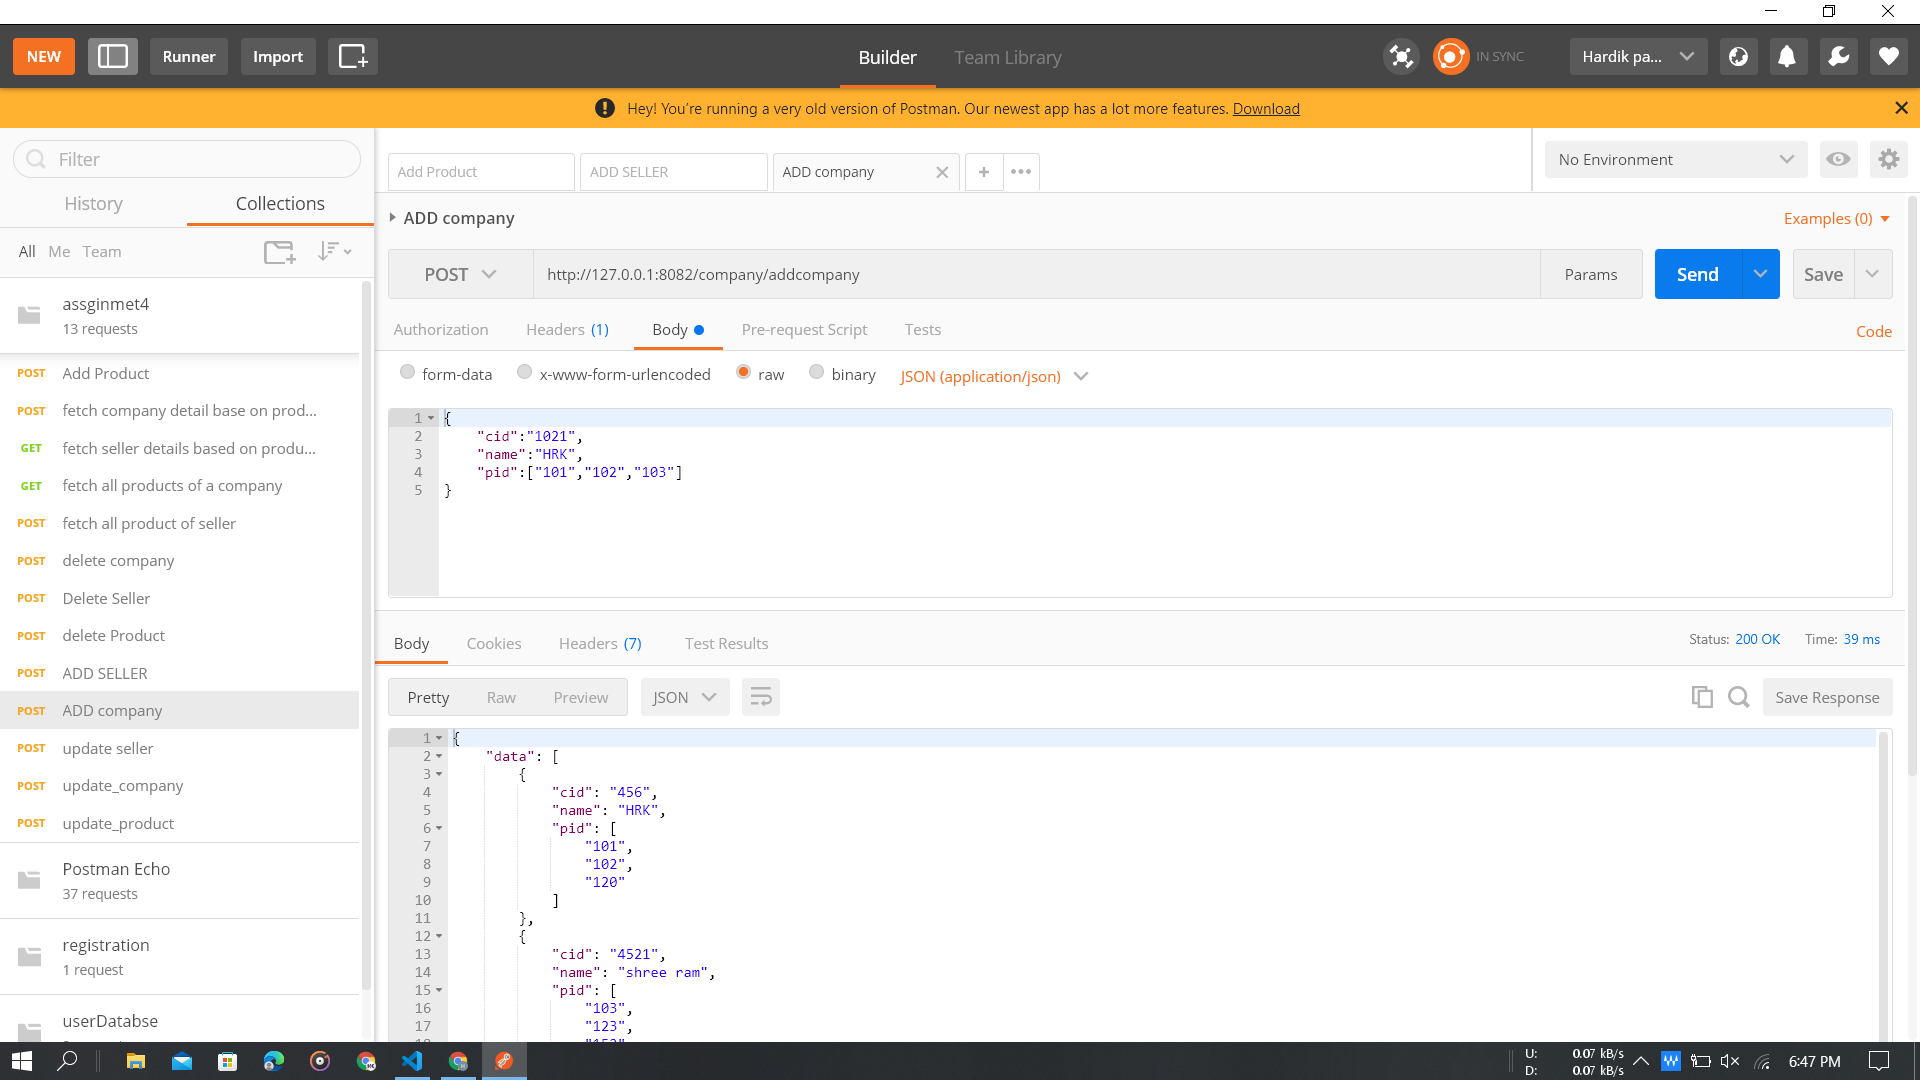 NEW
Runner
Import
Builder
Team Library
IN SYNC
Hardik pa...
Hey! You're running a very old version of Postman. Our newest app has a lot more features. Download
Filter
History
Collections
All Me Team
assginmet4
13 requests
POST Add Product
POST fetch company detail base on prod...
GET fetch seller details based on produ...
GET fetch all products of a company
POST fetch all product of seller
POST delete company
POST Delete Seller
POST delete Product
POST ADD SELLER
POST ADD company
POST update seller
POST update_company
POST update_product
Postman Echo
37 requests
registration
1 request
userDatabse
Add Product
ADD SELLER
ADD company
No Environment
ADD company
Examples (0)
POST
http://127.0.0.1:8082/company/addcompany
Params
Send
Save
Authorization
Headers (1)
Body
Pre-request Script
Tests
Code
form-data
x-www-form-urlencoded
raw
binary
JSON (application/json)
1 {
2 "cid":"1021",
3 "name":"HRK",
4 "pid":["101","102","103"]
5 }
Body
Cookies
Headers (7)
Test Results
Status: 200 OK
Time: 39 ms
Pretty
Raw
Preview
JSON
Save Response
1 {
2 "data": [
3 {
4 "cid": "456",
5 "name": "HRK",
6 "pid": [
7 "101",
8 "102",
9 "120"
10 ]
11 },
12 {
13 "cid": "4521",
14 "name": "shree ram",
15 "pid": [
16 "103",
17 "123",
U: 0.07 kB/s
D: 0.07 kB/s
6:47 PM